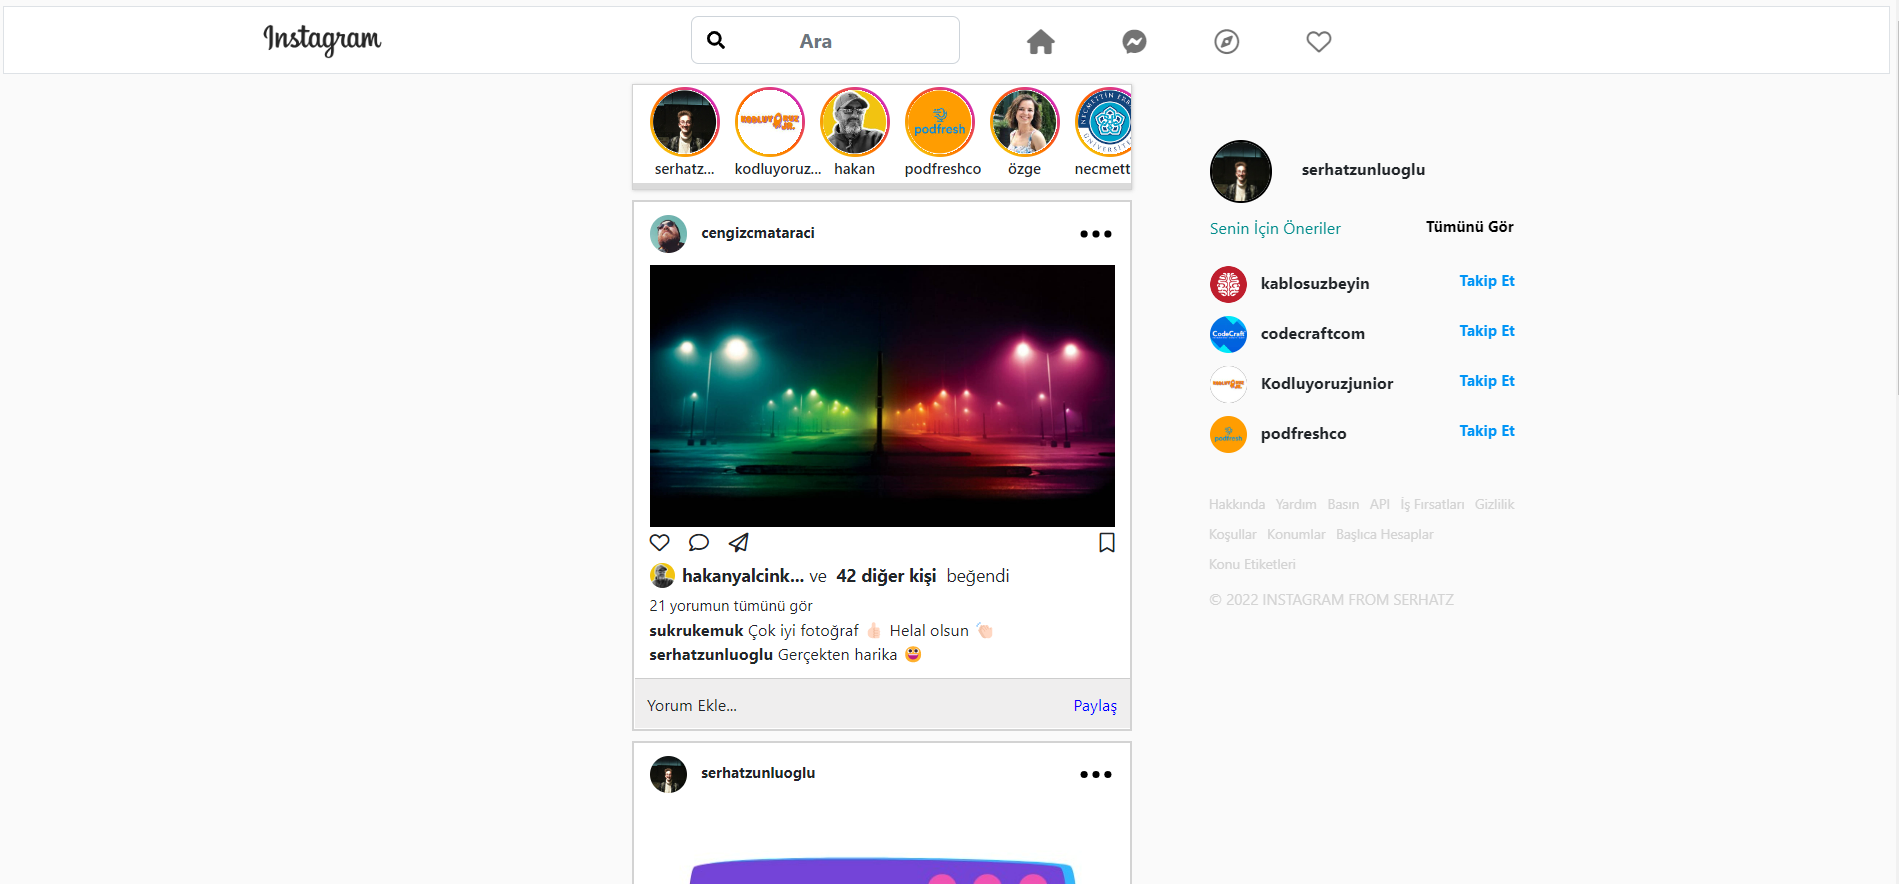 Instagram
Ara
serhatz... kodluyoruz... hakan podfreshco özge necmett
serhatzunluoglu
Senin İçin Öneriler Tümünü Gör
kablosuzbeyin Takip Et
codecraftcom Takip Et
Kodluyoruzjunior Takip Et
podfreshco Takip Et
Hakkında Yardım Basın API İş Fırsatları Gizlilik
Koşullar Konumlar Başlıca Hesaplar
Konu Etiketleri
© 2022 INSTAGRAM FROM SERHATZ
cengizcmataraci
hakanyalcink... ve 42 diğer kişi beğendi
21 yorumun tümünü gör
sukrukemuk Çok iyi fotoğraf 👍🏻 Helal olsun 👏🏻
serhatzunluoglu Gerçekten harika 😀
Yorum Ekle... Paylaş
serhatzunluoglu